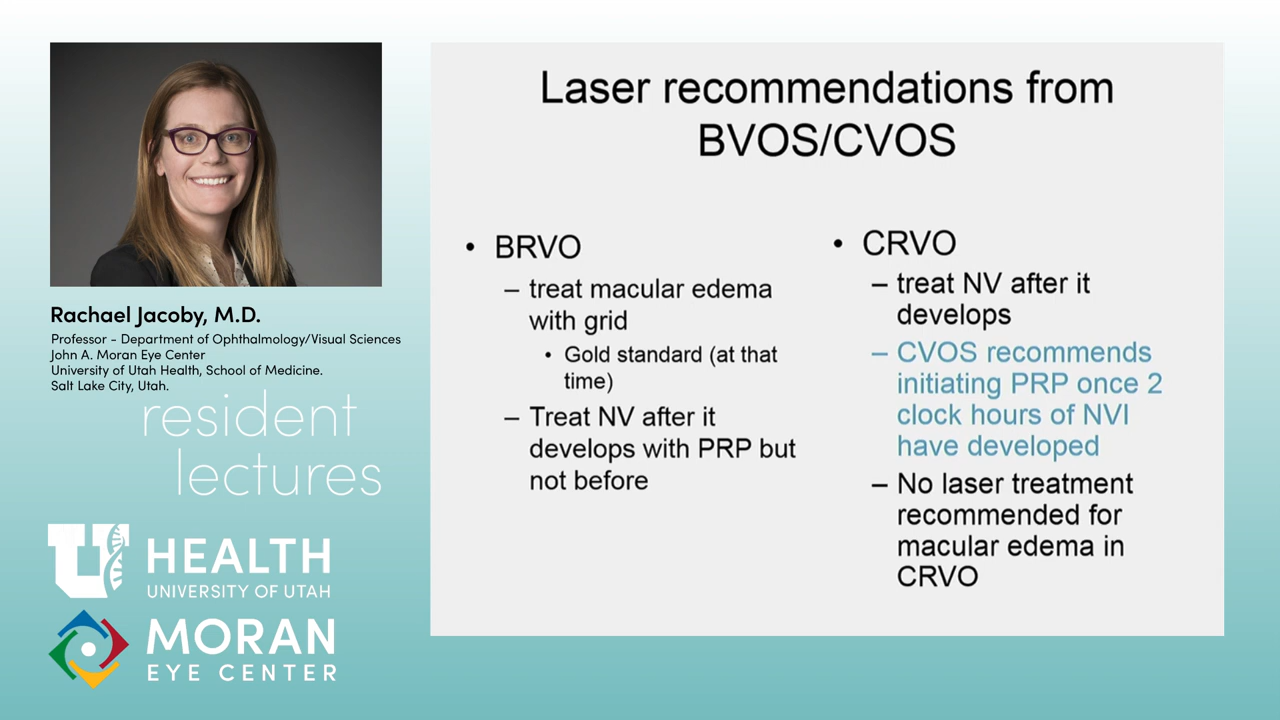 Rachael Jacoby, M.D.
Professor - Department of Ophthalmology/Visual Sciences
John A. Moran Eye Center
University of Utah Health, School of Medicine.
Salt Lake City, Utah.
resident
lectures
U HEALTH
UNIVERSITY OF UTAH
MORAN
EYE CENTER
Laser recommendations from
BVOS/CVOS
• BRVO
– treat macular edema
with grid
• Gold standard (at that
time)
– Treat NV after it
develops with PRP but
not before
• CRVO
– treat NV after it
develops
– CVOS recommends
initiating PRP once 2
clock hours of NVI
have developed
– No laser treatment
recommended for
macular edema in
CRVO